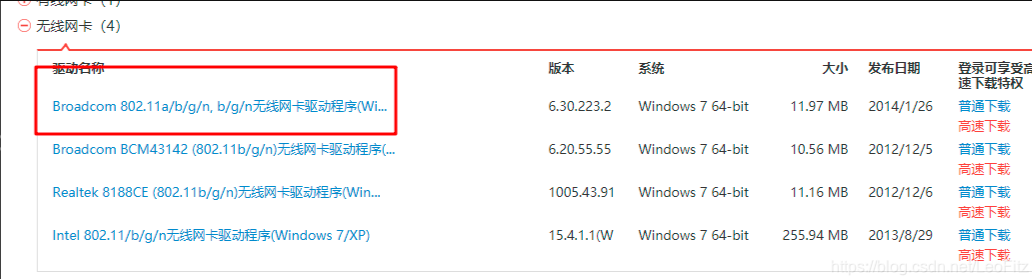 有线网卡（1）
无线网卡（4）
驱动名称 版本 系统 大小 发布日期 登录可享受高
速下载特权
Broadcom 802.11a/b/g/n, b/g/n无线网卡驱动程序(Wi... 6.30.223.2 Windows 7 64-bit 11.97 MB 2014/1/26 普通下载
高速下载
Broadcom BCM43142 (802.11b/g/n)无线网卡驱动程序(... 6.20.55.55 Windows 7 64-bit 10.56 MB 2012/12/5 普通下载
高速下载
Realtek 8188CE (802.11b/g/n)无线网卡驱动程序(Win... 1005.43.91 Windows 7 64-bit 11.16 MB 2012/12/6 普通下载
高速下载
Intel 802.11/b/g/n无线网卡驱动程序(Windows 7/XP) 15.4.1.1(W Windows 7 64-bit 255.94 MB 2013/8/29 普通下载
高速下载
https://blog.csdn.net/LeoFitz